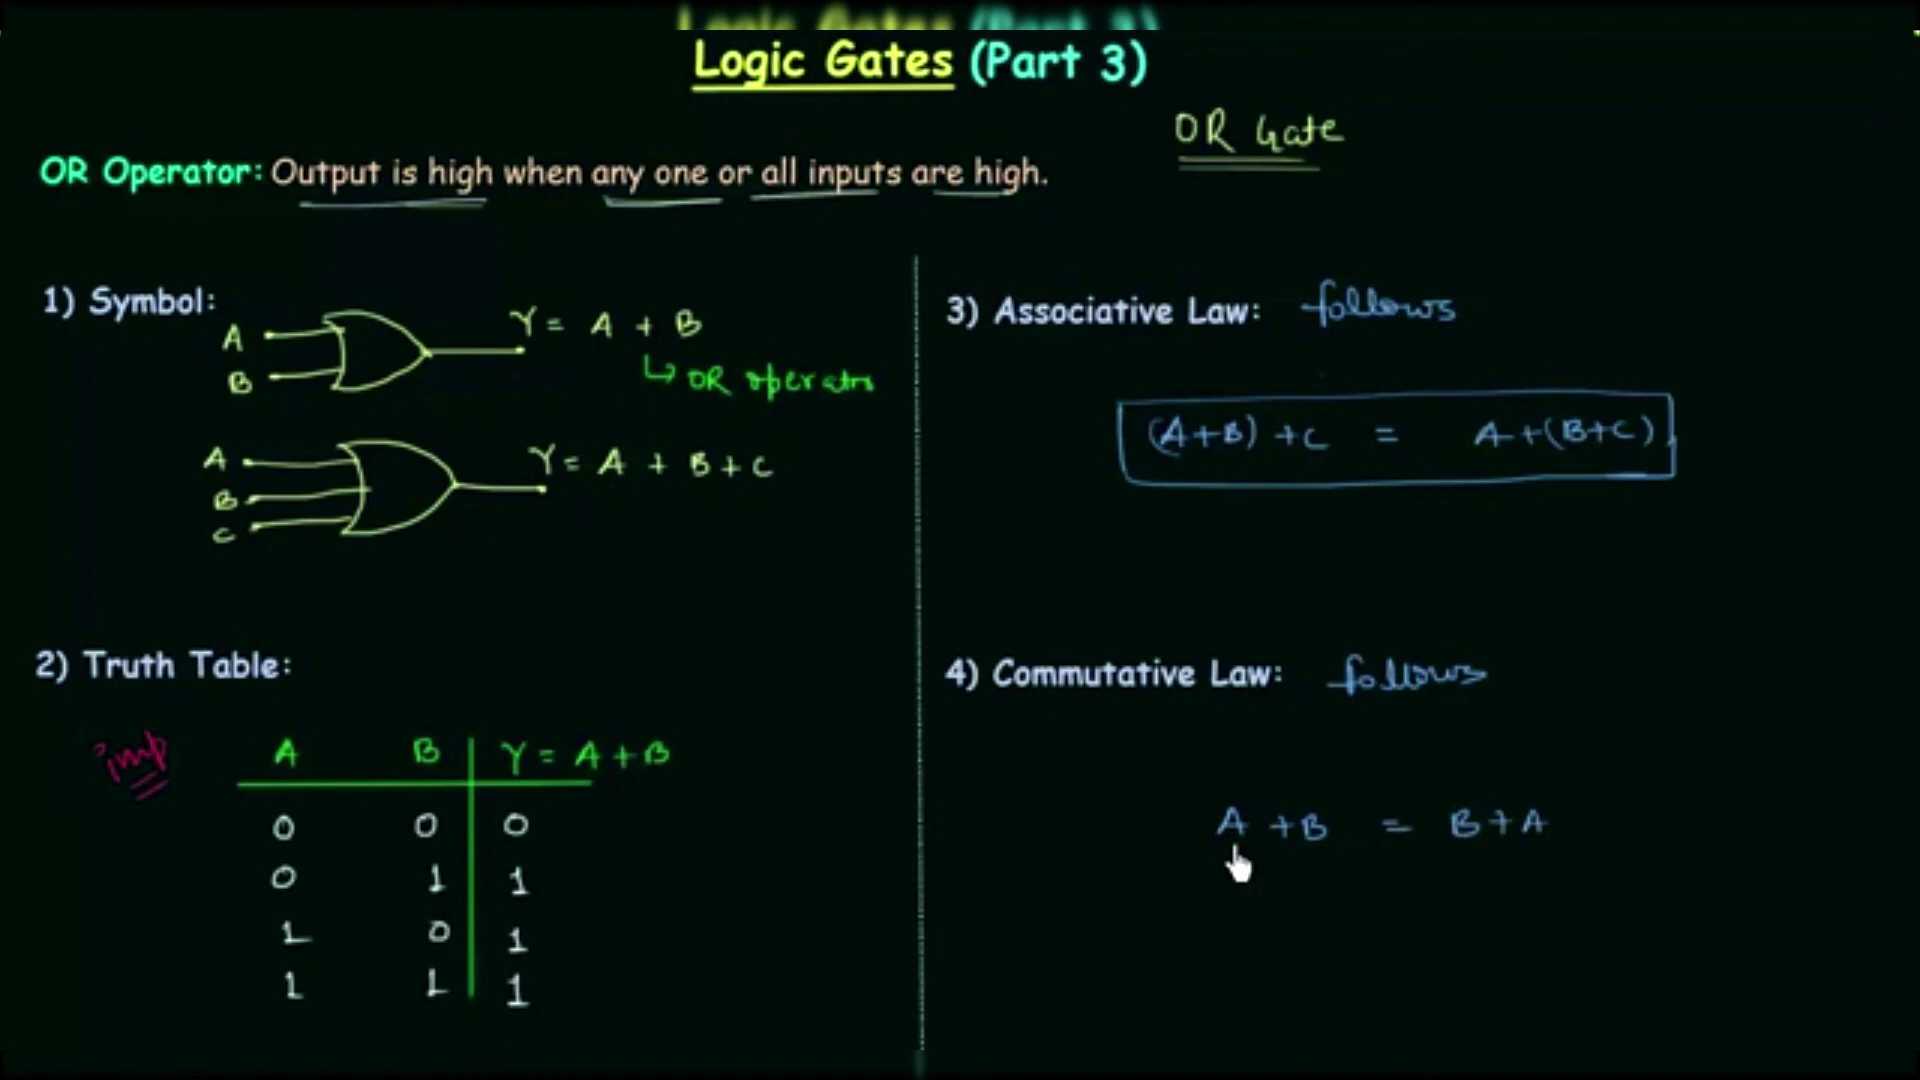 Logic Gates (Part 3)
OR Gate
OR Operator: Output is high when any one or all inputs are high.
1) Symbol:
A
B
Y = A + B
↳ OR operator
A
B
C
Y = A + B + C
2) Truth Table:
imp
A B Y = A + B
0 0 0
0 1 1
1 0 1
1 1 1
3) Associative Law: follows
(A+B) + C = A+(B+C)
4) Commutative Law: follows
A + B = B + A